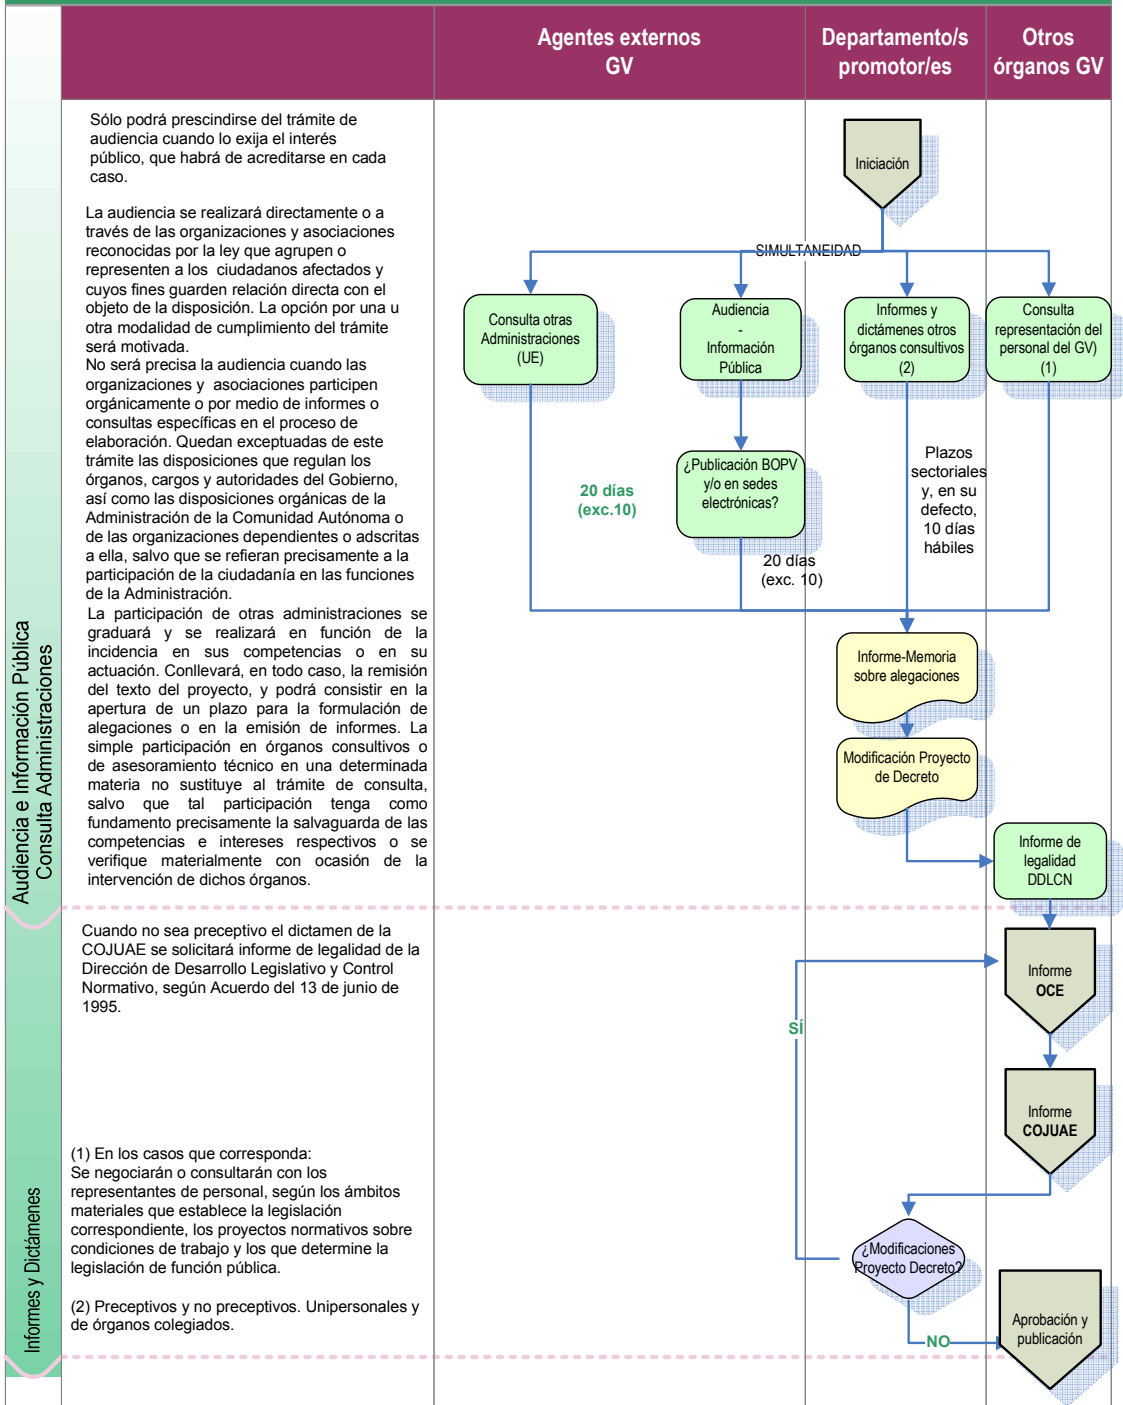 Agentes externos
GV
Departamento/s
promotor/es
Otros
órganos GV
Audiencia e Información Pública
Consulta Administraciones
Sólo podrá prescindirse del trámite de
audiencia cuando lo exija el interés
público, que habrá de acreditarse en cada
caso.
La audiencia se realizará directamente o a
través de las organizaciones y asociaciones
reconocidas por la ley que agrupen o
representen a los ciudadanos afectados y
cuyos fines guarden relación directa con el
objeto de la disposición. La opción por una u
otra modalidad de cumplimiento del trámite
será motivada.
No será precisa la audiencia cuando las
organizaciones y asociaciones participen
orgánicamente o por medio de informes o
consultas específicas en el proceso de
elaboración. Quedan exceptuadas de este
trámite las disposiciones que regulan los
órganos, cargos y autoridades del Gobierno,
así como las disposiciones orgánicas de la
Administración de la Comunidad Autónoma o
de las organizaciones dependientes o adscritas
a ella, salvo que se refieran precisamente a la
participación de la ciudadanía en las funciones
de la Administración.
La participación de otras administraciones se
graduará y se realizará en función de la
incidencia en sus competencias o en su
actuación. Conllevará, en todo caso, la remisión
del texto del proyecto, y podrá consistir en la
apertura de un plazo para la formulación de
alegaciones o en la emisión de informes. La
simple participación en órganos consultivos o
de asesoramiento técnico en una determinada
materia no sustituye al trámite de consulta,
salvo que tal participación tenga como
fundamento precisamente la salvaguarda de las
competencias e intereses respectivos o se
verifique materialmente con ocasión de la
intervención de dichos órganos.
Iniciación
SIMULTANEIDAD
Consulta otras
Administraciones
(UE)
Audiencia
-
Información
Pública
Informes y
dictámenes otros
órganos consultivos
(2)
Consulta
representación del
personal del GV)
(1)
¿Publicación BOPV
y/o en sedes
electrónicas?
20 días
(exc.10)
20 días
(exc. 10)
Plazos
sectoriales
y, en su
defecto,
10 días
hábiles
Informe-Memoria
sobre alegaciones
Modificación Proyecto
de Decreto
Informe de
legalidad
DDLCN
Informes y Dictámenes
Cuando no sea preceptivo el dictamen de la
COJUAE se solicitará informe de legalidad de la
Dirección de Desarrollo Legislativo y Control
Normativo, según Acuerdo del 13 de junio de
1995.
(1) En los casos que corresponda:
Se negociarán o consultarán con los
representantes de personal, según los ámbitos
materiales que establece la legislación
correspondiente, los proyectos normativos sobre
condiciones de trabajo y los que determine la
legislación de función pública.
(2) Preceptivos y no preceptivos. Unipersonales y
de órganos colegiados.
Informe
OCE
SÍ
Informe
COJUAE
¿Modificaciones
Proyecto Decreto?
NO
Aprobación y
publicación